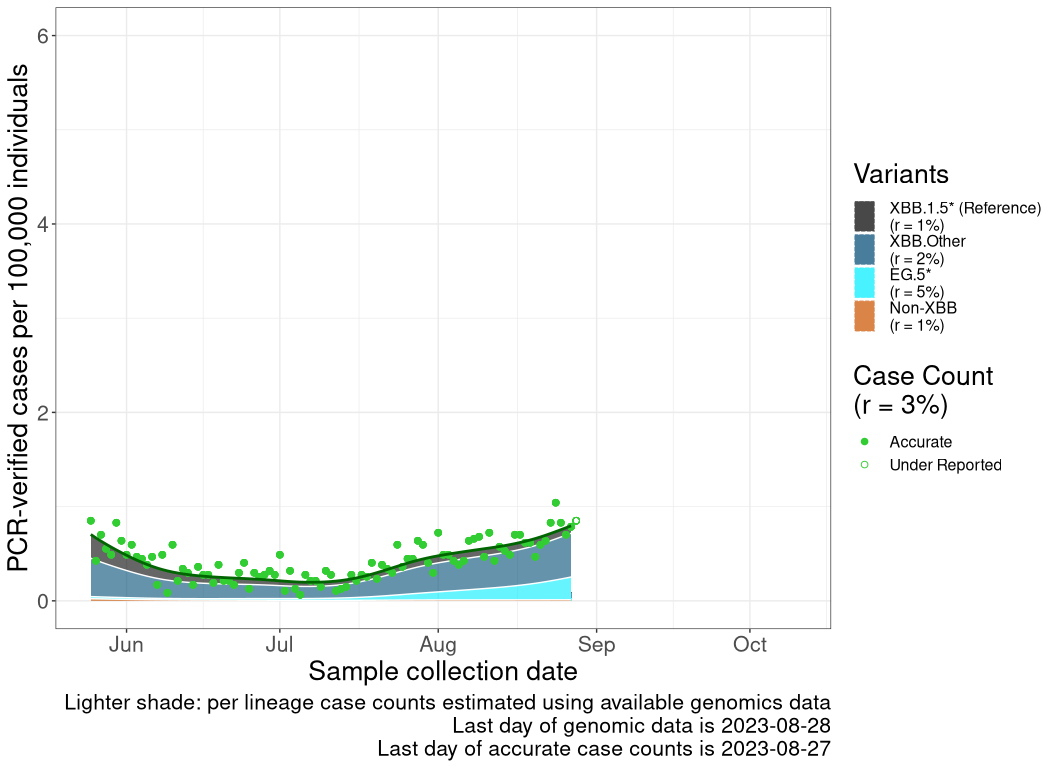 PCR-verified cases per 100,000 individuals
6
4
2
0
Jun Jul Aug Sep Oct
Sample collection date
Lighter shade: per lineage case counts estimated using available genomics data
Last day of genomic data is 2023-08-28
Last day of accurate case counts is 2023-08-27
Variants
XBB.1.5* (Reference)
(r = 1%)
XBB.Other
(r = 2%)
EG.5*
(r = 5%)
Non-XBB
(r = 1%)
Case Count
(r = 3%)
Accurate
Under Reported